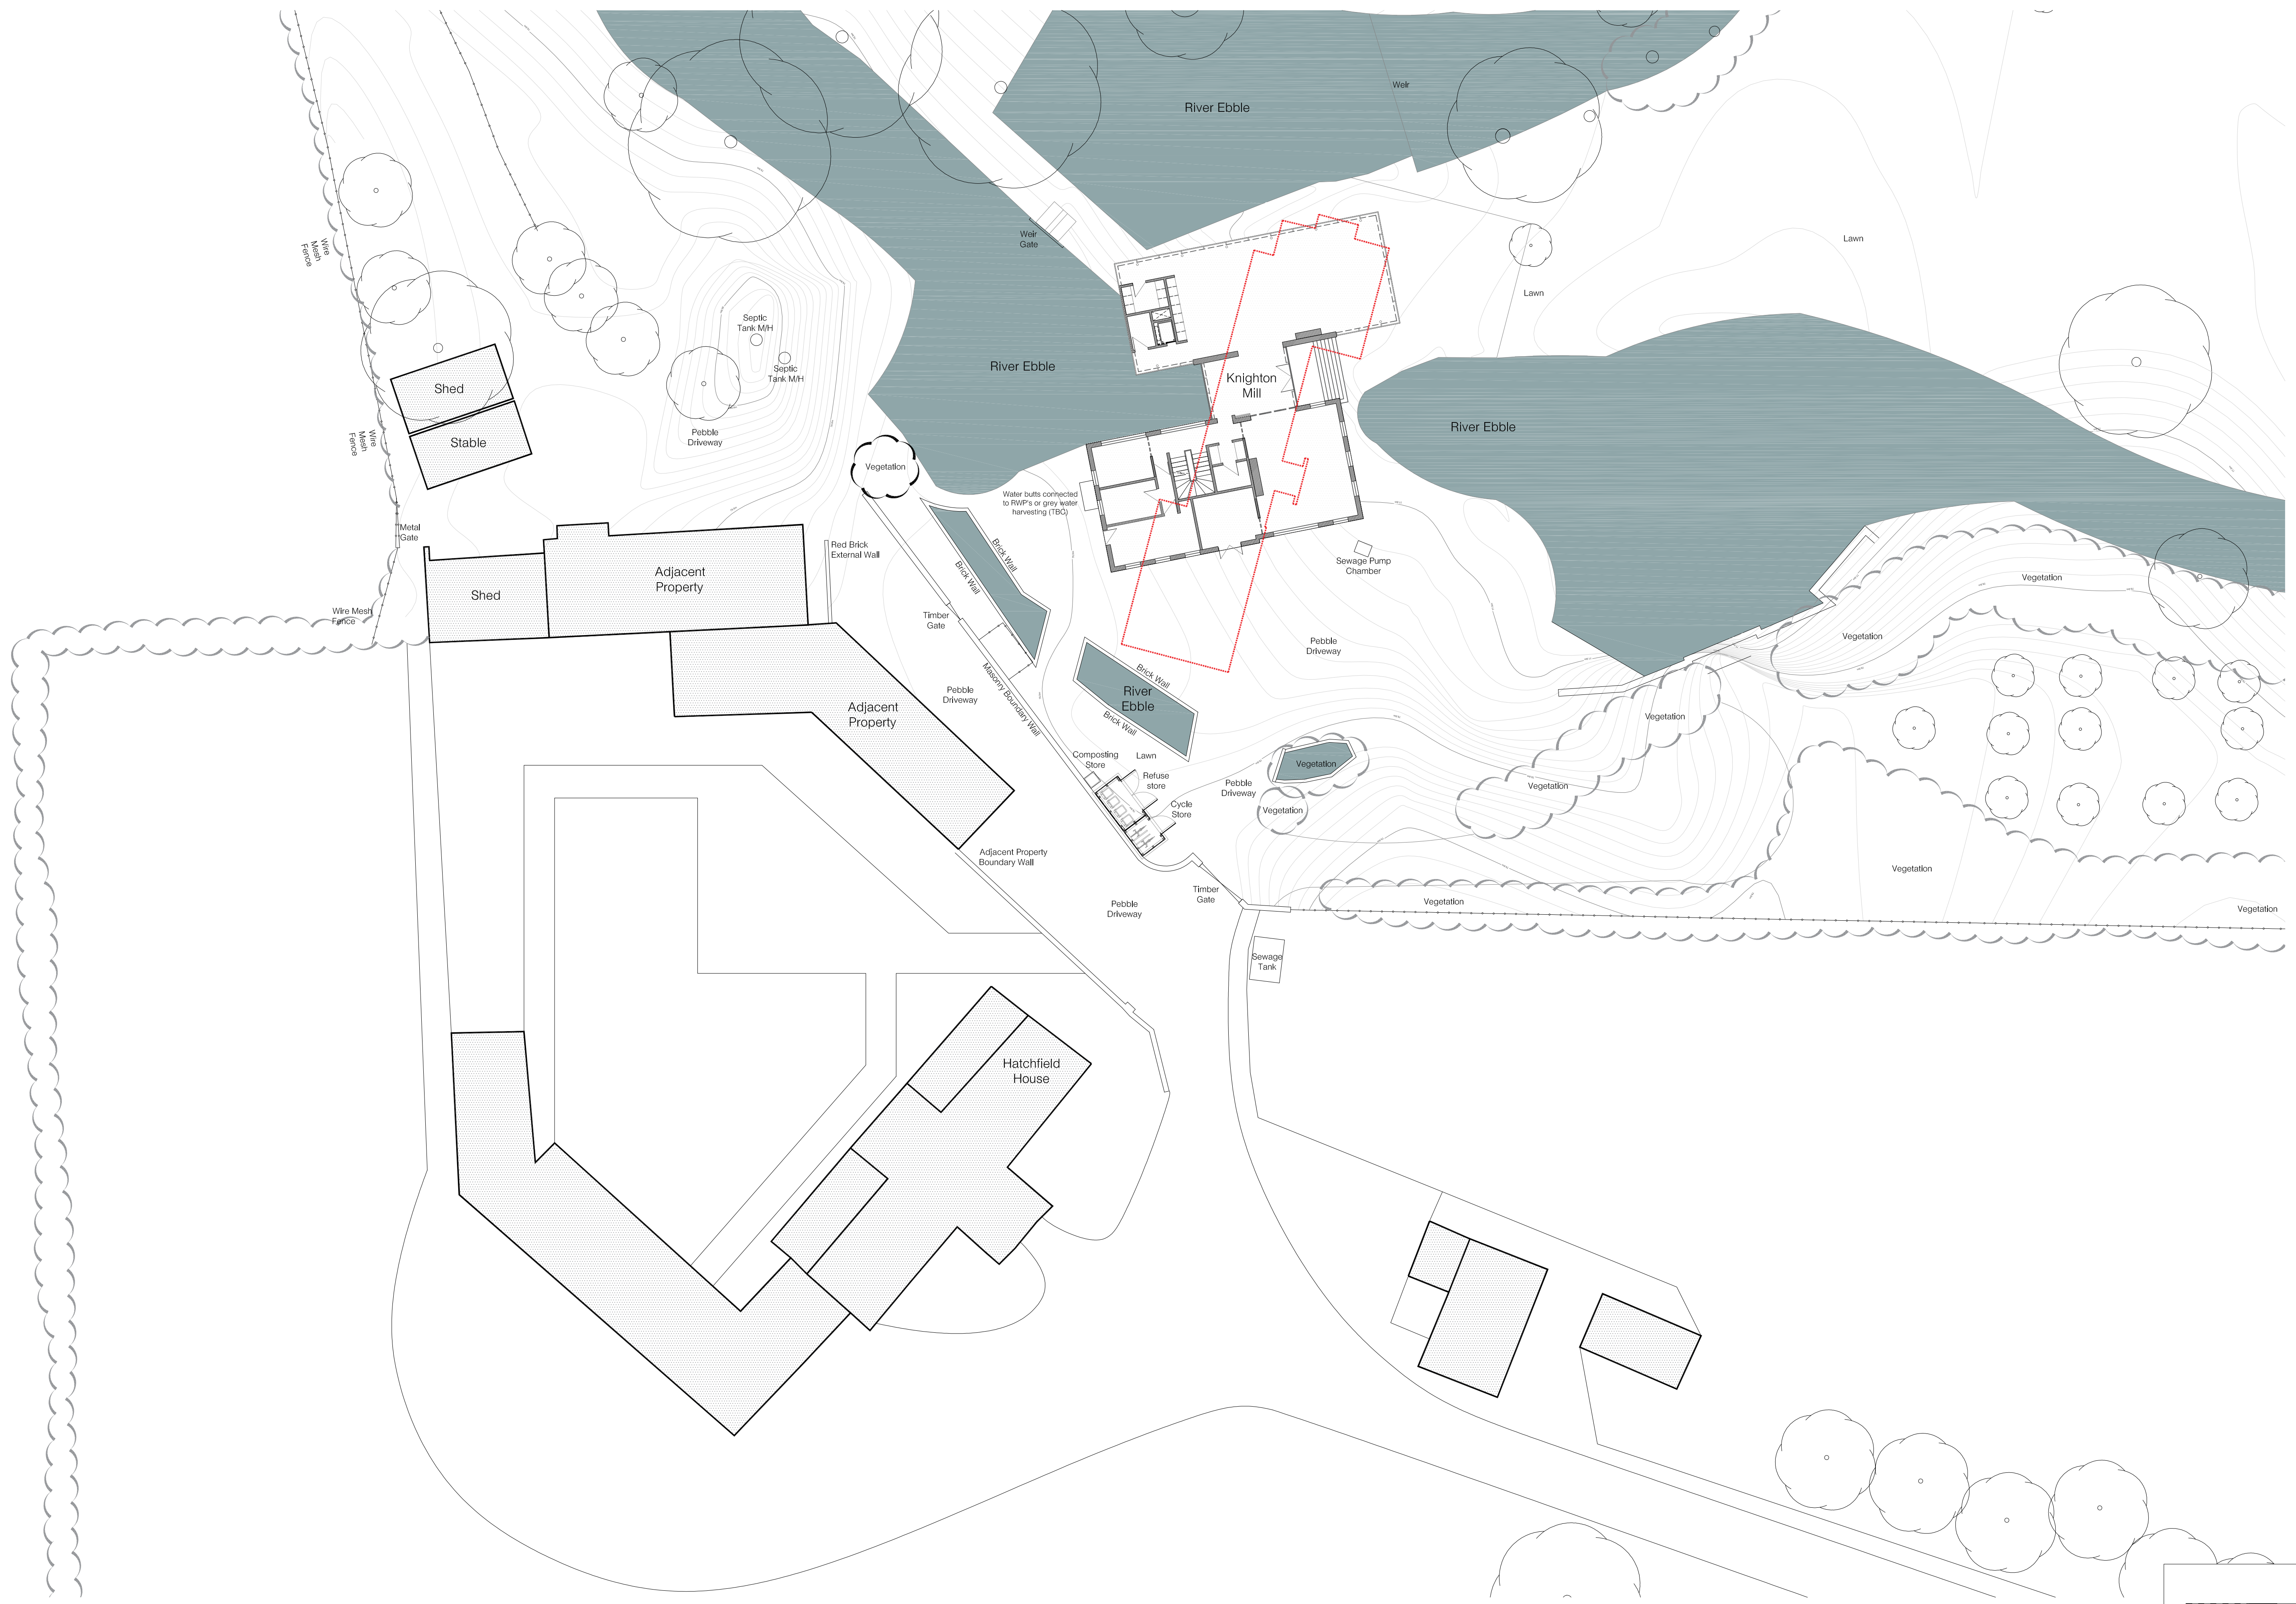 Weir
River Ebble
Weir
Gate
Lawn
Wire
Mesh
Fence
Lawn
Septic
Tank M/H
Septic
Tank M/H
River Ebble
Knighton
Mill
Shed
Stable
Wire
Mesh
Fence
Pebble
Driveway
River Ebble
Vegetation
Water butts connected
to RWP's or grey water
harvesting (TBC)
Metal
Gate
Red Brick
External Wall
Brick Wall
Brick Wall
Sewage Pump
Chamber
Adjacent
Property
Shed
Vegetation
Wire Mesh
Fence
Timber
Gate
Vegetation
Pebble
Driveway
Masonry Boundary Wall
Brick Wall
River
Ebble
Brick Wall
Pebble
Driveway
Adjacent
Property
Vegetation
Composting
Store
Lawn
Refuse
store
Vegetation
Pebble
Driveway
Vegetation
Cycle
Store
Vegetation
Adjacent Property
Boundary Wall
Vegetation
Timber
Gate
Pebble
Driveway
Vegetation
Vegetation
Sewage
Tank
Hatchfield
House